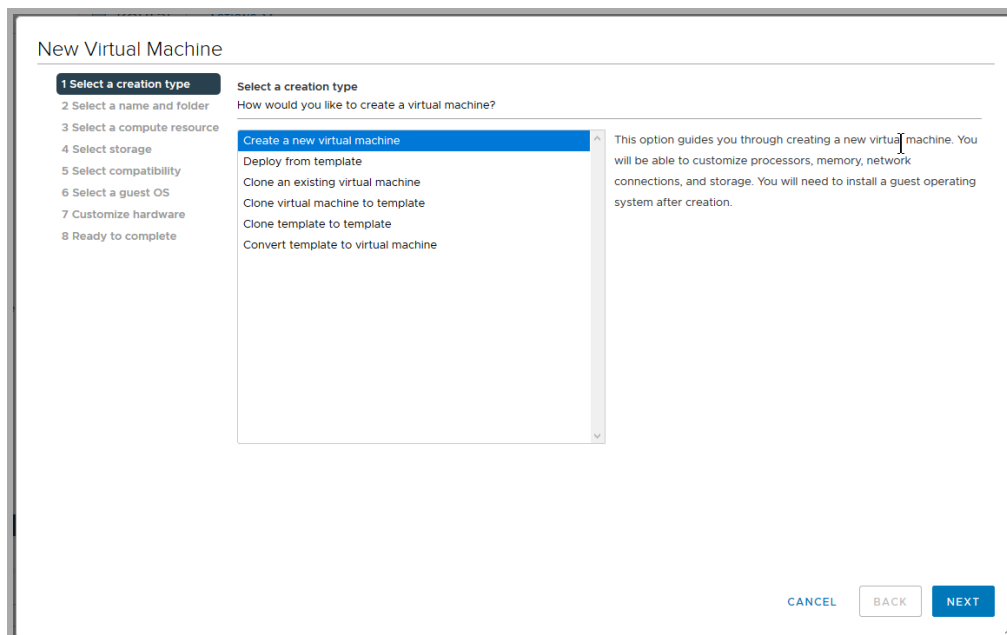 New Virtual Machine
1 Select a creation type
2 Select a name and folder
3 Select a compute resource
4 Select storage
5 Select compatibility
6 Select a guest OS
7 Customize hardware
8 Ready to complete
Select a creation type
How would you like to create a virtual machine?
Create a new virtual machine
Deploy from template
Clone an existing virtual machine
Clone virtual machine to template
Clone template to template
Convert template to virtual machine
This option guides you through creating a new virtual machine. You
will be able to customize processors, memory, network
connections, and storage. You will need to install a guest operating
system after creation.
CANCEL
BACK
NEXT